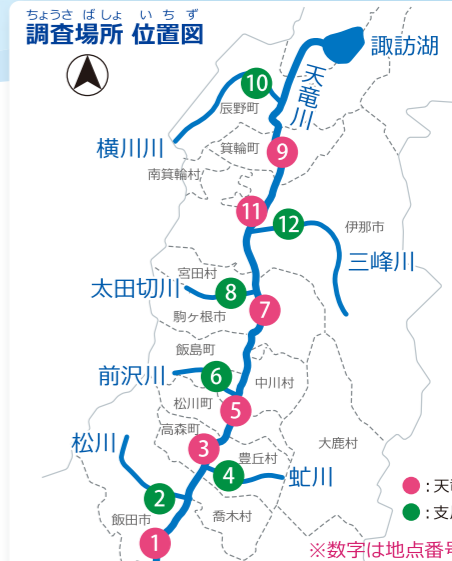 ちょうさ ばしょ いちず
調査場所 位置図
諏訪湖
天竜川
10
辰野町
横川川
箕輪町
9
南箕輪村
11
12
伊那市
三峰川
宮田村
太田切川
8
7
駒ヶ根市
飯島町
前沢川
6
中川村
松川町
5
高森町
大鹿村
松川
3
豊丘村
4
虻川
2
飯田市
喬木村
1
:天竜
:支
※数字は地点番号